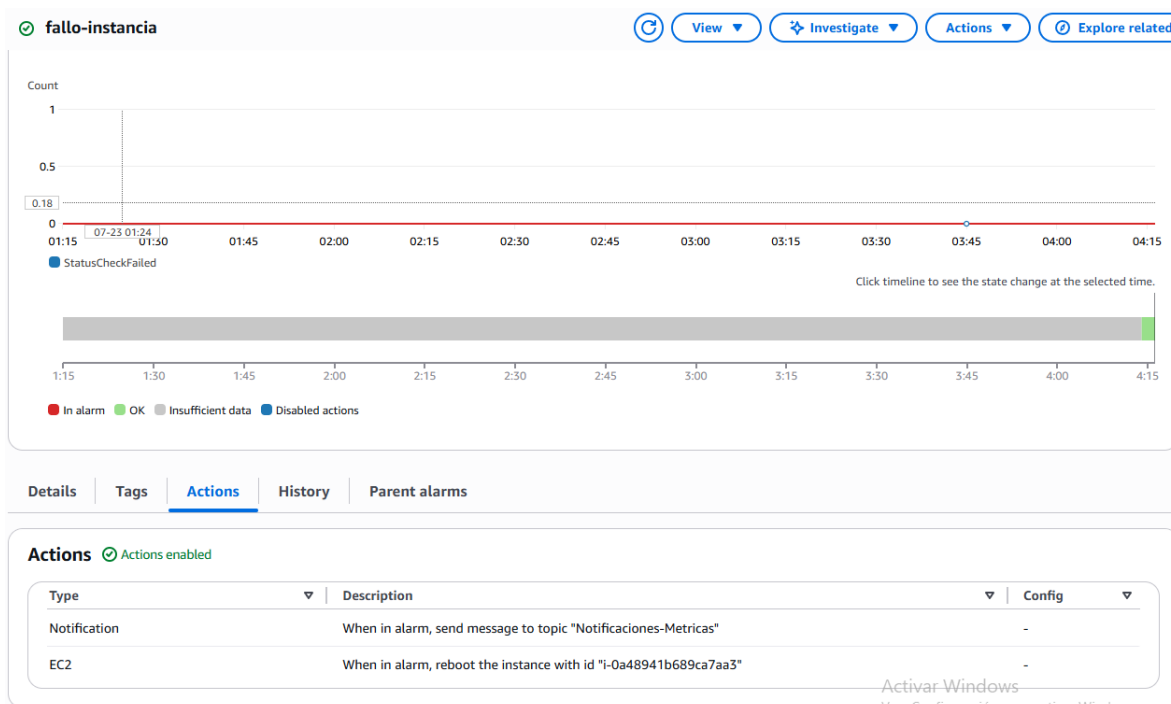 fallo-instancia
View
Investigate
Actions
Explore related
Count
1
0.5
0.18
0
07-23 01:24
01:15 01:30 01:45 02:00 02:15 02:30 02:45 03:00 03:15 03:30 03:45 04:00 04:15
StatusCheckFailed
Click timeline to see the state change at the selected time.
1:15 1:30 1:45 2:00 2:15 2:30 2:45 3:00 3:15 3:30 3:45 4:00 4:15
In alarm OK Insufficient data Disabled actions
Details Tags Actions History Parent alarms
Actions Actions enabled
Type Description Config
Notification When in alarm, send message to topic "Notificaciones-Metricas" -
EC2 When in alarm, reboot the instance with id "i-0a48941b689ca7aa3" -
Activar Windows